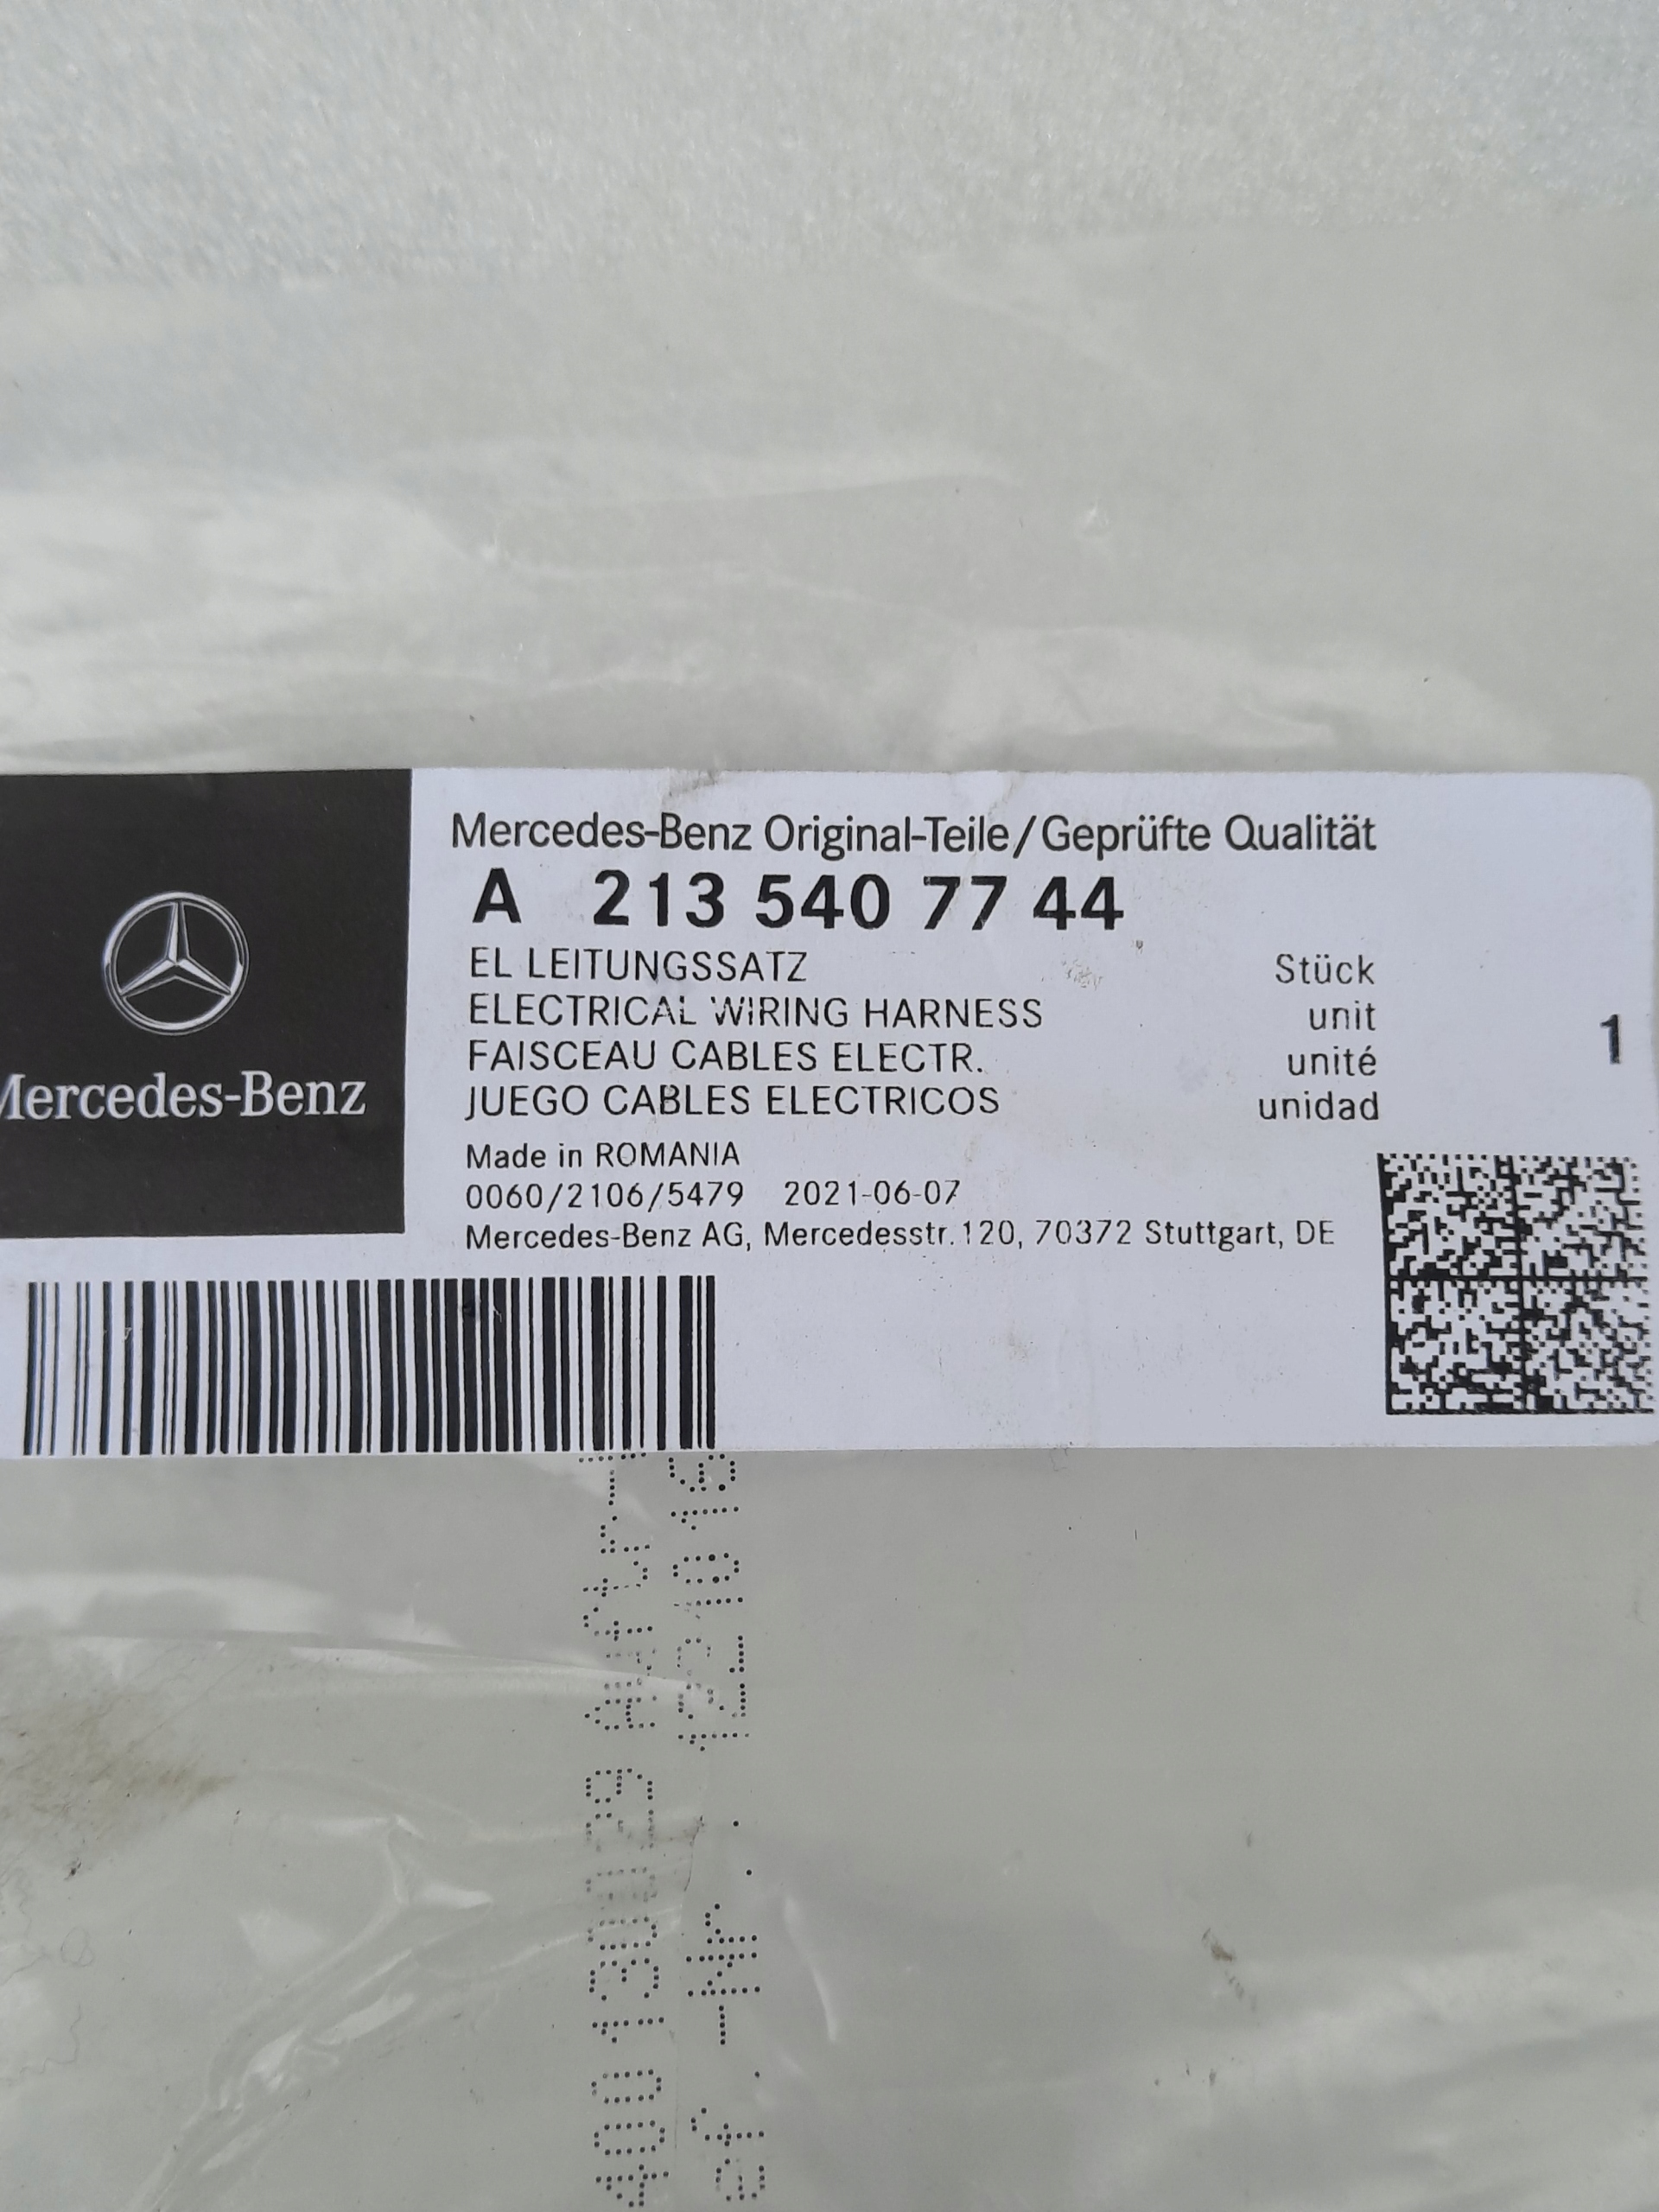 Mercedes-Benz
Mercedes-Benz Original-Teile/Geprüfte Qualität
A 213 540 77 44
EL LEITUNGSSATZ Stück
ELECTRICAL WIRING HARNESS unit
FAISCEAU CABLES ELECTR. unité
JUEGO CABLES ELECTRICOS unidad
1
Made in ROMANIA
0060/2106/5479 2021-06-07
Mercedes-Benz AG, Mercedesstr.120, 70372 Stuttgart, DE